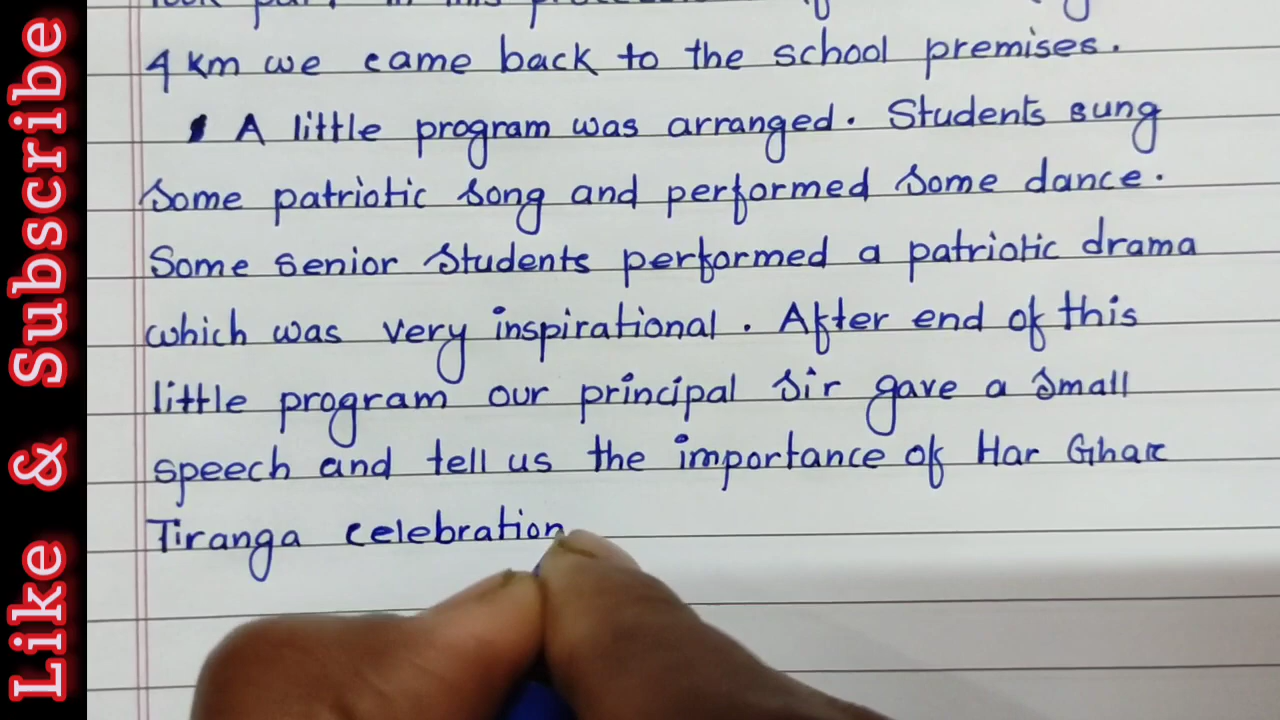 4 km we came back to the school premises.
A little program was arranged. Students sung
some patriotic song and performed some dance.
Some senior students performed a patriotic drama
which was very inspirational. After end of this
little program our principal sir gave a small
speech and tell us the importance of Har Ghar
Tiranga celebration
Like & Subscribe